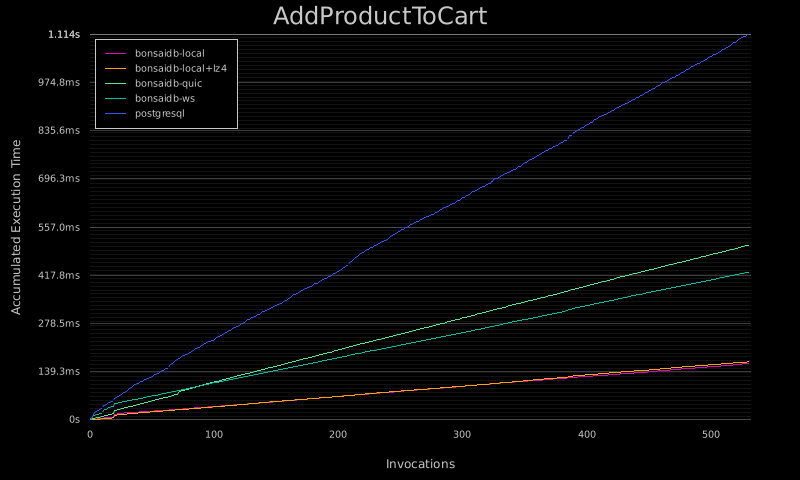 AddProductToCart
1.114s
974.8ms
835.6ms
696.3ms
557.0ms
417.8ms
278.5ms
139.3ms
0s
Accumulated Execution Time
bonsaidb-local
bonsaidb-local+lz4
bonsaidb-quic
bonsaidb-ws
postgresql
0 100 200 300 400 500
Invocations